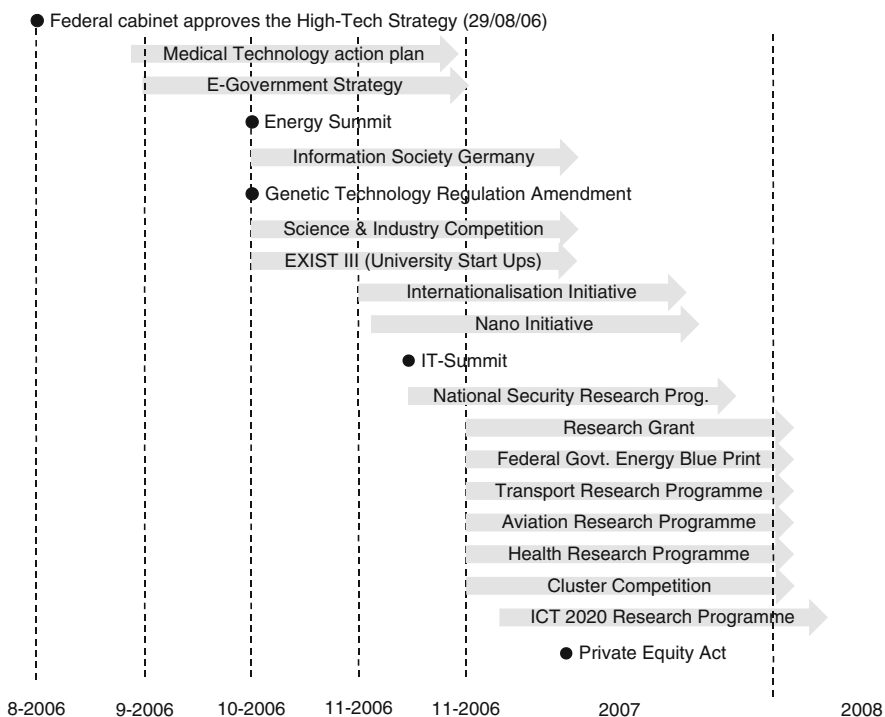 Federal cabinet approves the High-Tech Strategy (29/08/06)
Medical Technology action plan
E-Government Strategy
Energy Summit
Information Society Germany
Genetic Technology Regulation Amendment
Science & Industry Competition
EXIST III (University Start Ups)
Internationalisation Initiative
Nano Initiative
IT-Summit
National Security Research Prog.
Research Grant
Federal Govt. Energy Blue Print
Transport Research Programme
Aviation Research Programme
Health Research Programme
Cluster Competition
ICT 2020 Research Programme
Private Equity Act
8-2006 9-2006 10-2006 11-2006 11-2006 2007 2008